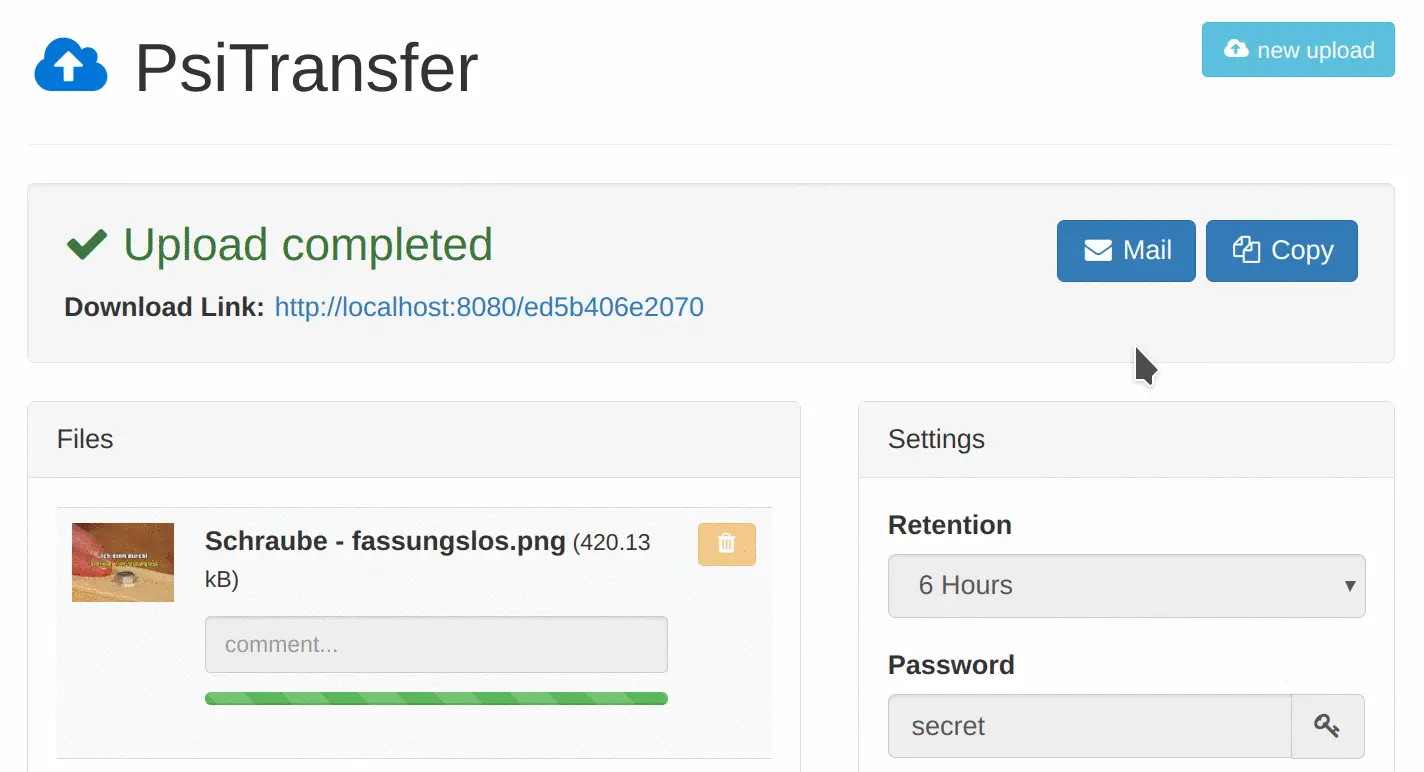 PsiTransfer
new upload
Upload completed
Mail
Copy
Download Link: http://localhost:8080/ed5b406e2070
Files
Schraube - fassungslos.png (420.13
kB)
comment...
Settings
Retention
6 Hours
Password
secret